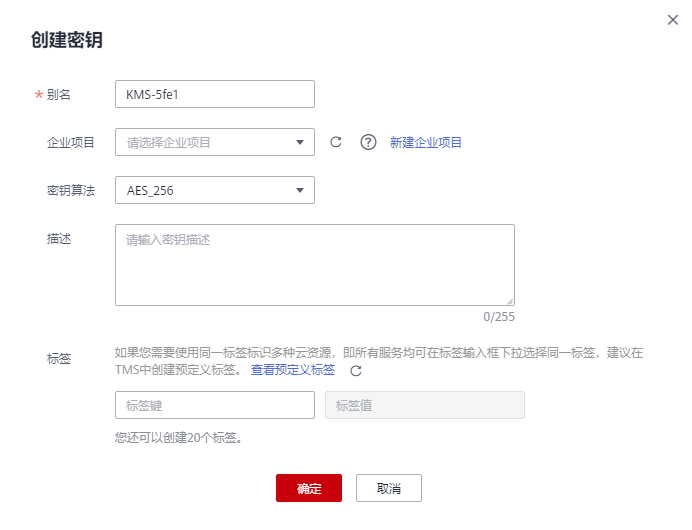 创建密钥
* 别名 KMS-5fe1
企业项目 请选择企业项目 新建企业项目
密钥算法 AES_256
描述 请输入密钥描述
0/255
标签 如果您需要使用同一标签标识多种云资源，即所有服务均可在标签输入框下拉选择同一标签，建议在
TMS中创建预定义标签。 查看预定义标签
标签键 标签值
您还可以创建20个标签。
确定 取消